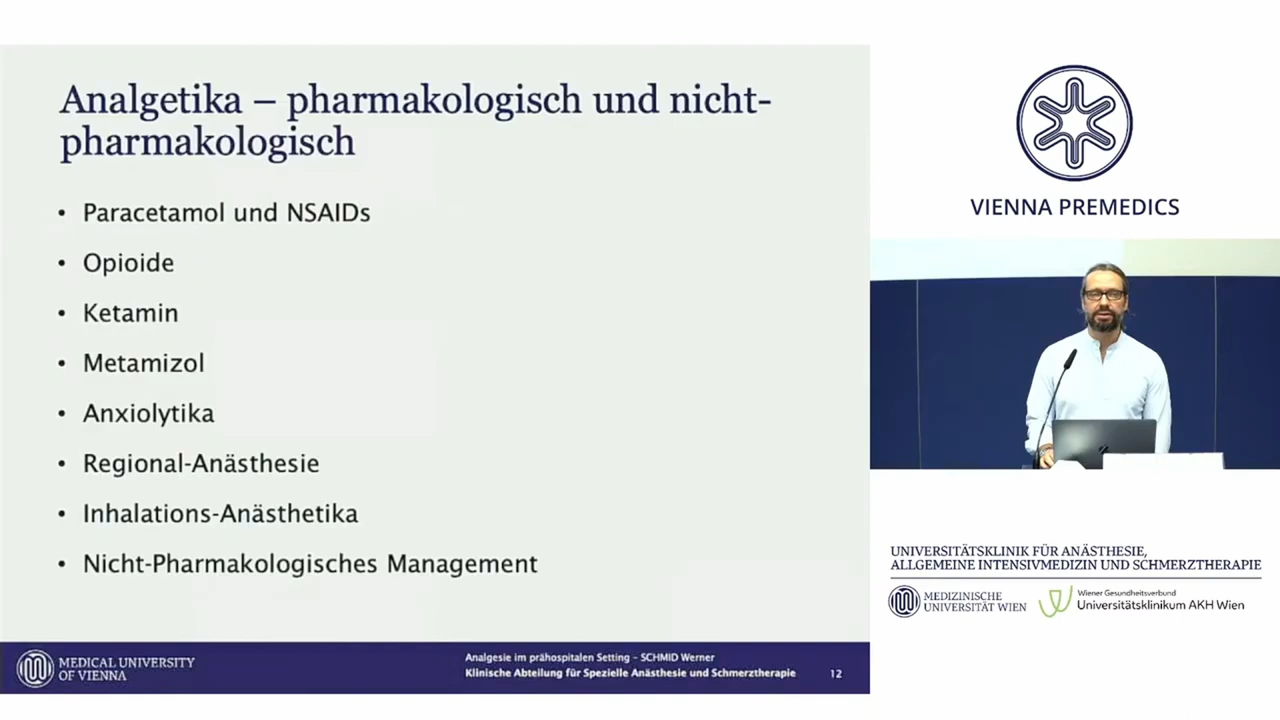 Analgetika – pharmakologisch und nicht-
pharmakologisch
• Paracetamol und NSAIDs
• Opioide
• Ketamin
• Metamizol
• Anxiolytika
• Regional-Anästhesie
• Inhalations-Anästhetika
• Nicht-Pharmakologisches Management
MEDICAL UNIVERSITY
OF VIENNA
Analgesie im prähospitalen Setting – SCHMID Werner
Klinische Abteilung für Spezielle Anästhesie und Schmerztherapie
12
VIENNA PREMEDICS
UNIVERSITÄTSKLINIK FÜR ANÄSTHESIE,
ALLGEMEINE INTENSIVMEDIZIN UND SCHMERZTHERAPIE
MEDIZINISCHE
UNIVERSITÄT WIEN
Wiener Gesundheitsverbund
Universitätsklinikum AKH Wien